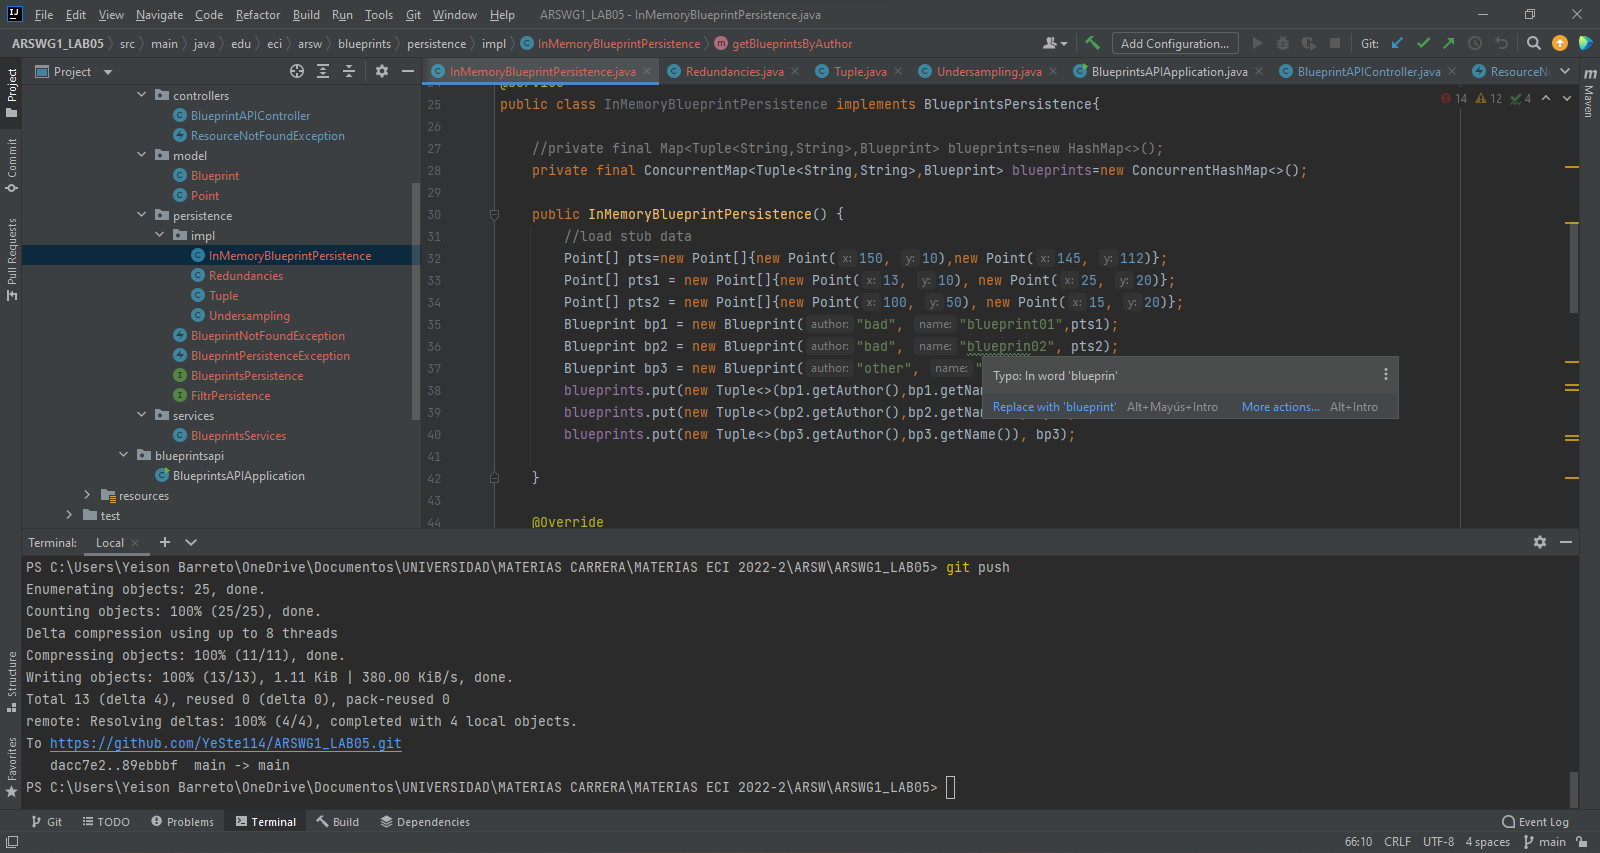 File Edit View Navigate Code Refactor Build Run Tools Git Window Help ARSWG1_LAB05 - InMemoryBlueprintPersistence.java
ARSWG1_LAB05 src main java edu eci arsw blueprints persistence impl InMemoryBlueprintPersistence getBlueprintsByAuthor Add Configuration... Git:
Project
InMemoryBlueprintPersistence.java Redundancies.java Tuple.java Undersampling.java BlueprintsAPIApplication.java BlueprintAPIController.java ResourceN
Project
Commit
Pull Requests
Structure
Favorites
Maven
controllers
BlueprintAPIController
ResourceNotFoundException
model
Blueprint
Point
persistence
impl
InMemoryBlueprintPersistence
Redundancies
Tuple
Undersampling
BlueprintNotFoundException
BlueprintPersistenceException
BlueprintsPersistence
FiltrPersistence
services
BlueprintsServices
blueprintsapi
BlueprintsAPIApplication
resources
test
14 12 4
25 public class InMemoryBlueprintPersistence implements BlueprintsPersistence{
26
27 //private final Map<Tuple<String,String>,Blueprint> blueprints=new HashMap<>();
28 private final ConcurrentMap<Tuple<String,String>,Blueprint> blueprints=new ConcurrentHashMap<>();
29
30 public InMemoryBlueprintPersistence() {
31 //load stub data
32 Point[] pts=new Point[]{new Point( x: 150, y: 10),new Point( x: 145, y: 112)};
33 Point[] pts1 = new Point[]{new Point( x: 13, y: 10), new Point( x: 25, y: 20)};
34 Point[] pts2 = new Point[]{new Point( x: 100, y: 50), new Point( x: 15, y: 20)};
35 Blueprint bp1 = new Blueprint( author: "bad", name: "blueprint01",pts1);
36 Blueprint bp2 = new Blueprint( author: "bad", name: "blueprin02", pts2);
37 Blueprint bp3 = new Blueprint( author: "other", name: "
38 blueprints.put(new Tuple<>(bp1.getAuthor(),bp1.getNa
39 blueprints.put(new Tuple<>(bp2.getAuthor(),bp2.getNa
40 blueprints.put(new Tuple<>(bp3.getAuthor(),bp3.getName()), bp3);
41
42 }
43
44 @Override
Typo: In word 'blueprin'
Replace with 'blueprint' Alt+Mayús+Intro More actions... Alt+Intro
Terminal: Local
PS C:\Users\Yeison Barreto\OneDrive\Documentos\UNIVERSIDAD\MATERIAS CARRERA\MATERIAS ECI 2022-2\ARSW\ARSWG1_LAB05> git push
Enumerating objects: 25, done.
Counting objects: 100% (25/25), done.
Delta compression using up to 8 threads
Compressing objects: 100% (11/11), done.
Writing objects: 100% (13/13), 1.11 KiB | 380.00 KiB/s, done.
Total 13 (delta 4), reused 0 (delta 0), pack-reused 0
remote: Resolving deltas: 100% (4/4), completed with 4 local objects.
To https://github.com/YeSte114/ARSWG1_LAB05.git
dacc7e2..89ebbbf main -> main
PS C:\Users\Yeison Barreto\OneDrive\Documentos\UNIVERSIDAD\MATERIAS CARRERA\MATERIAS ECI 2022-2\ARSW\ARSWG1_LAB05>
Git TODO Problems Terminal Build Dependencies Event Log
66:10 CRLF UTF-8 4 spaces main